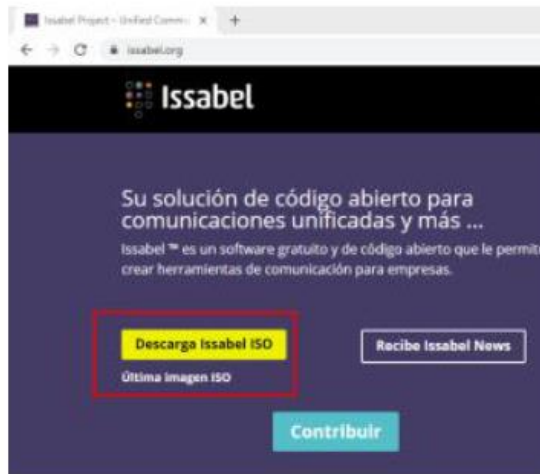 Issabel Project - Unified Comm
issabel.org
Issabel
Su solución de código abierto para
comunicaciones unificadas y más ...
Issabel ™ es un software gratuito y de código abierto que le permit
crear herramientas de comunicación para empresas.
Descarga Issabel ISO
Recibe Issabel News
Última imagen ISO
Contribuir